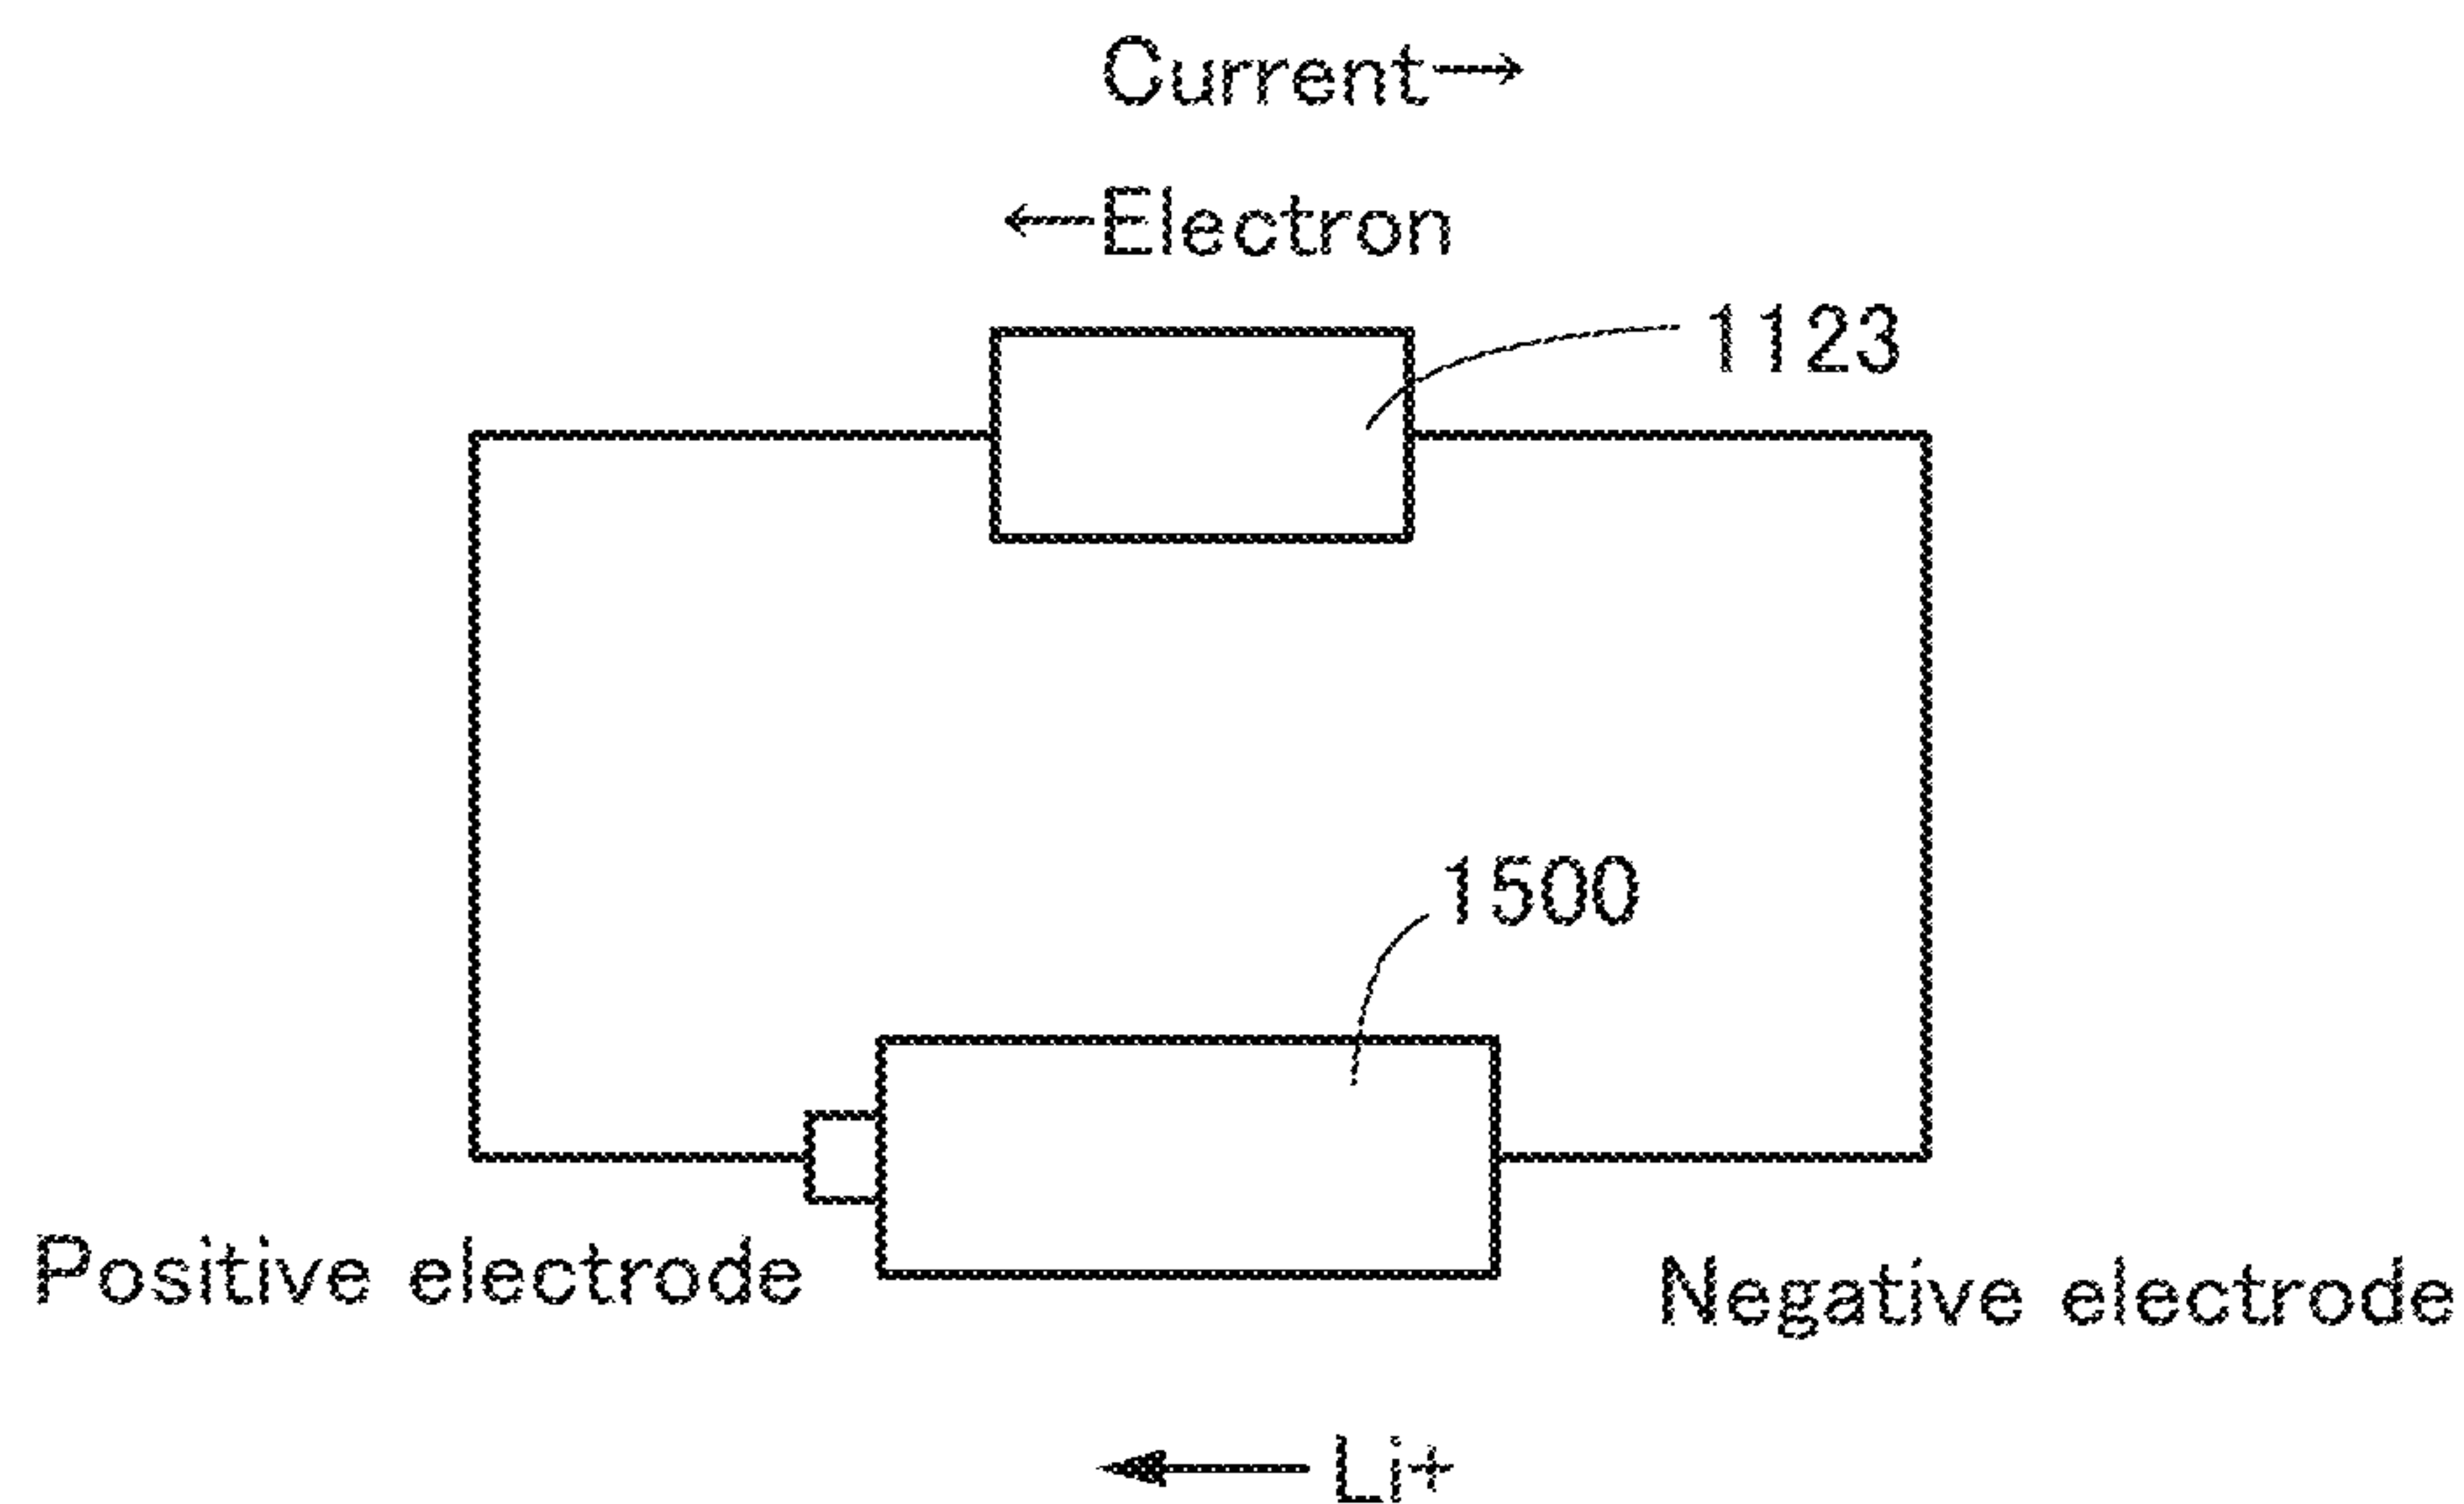 Current→
←Electron
1123
1500
Positive electrode
Negative electrode
← Li+